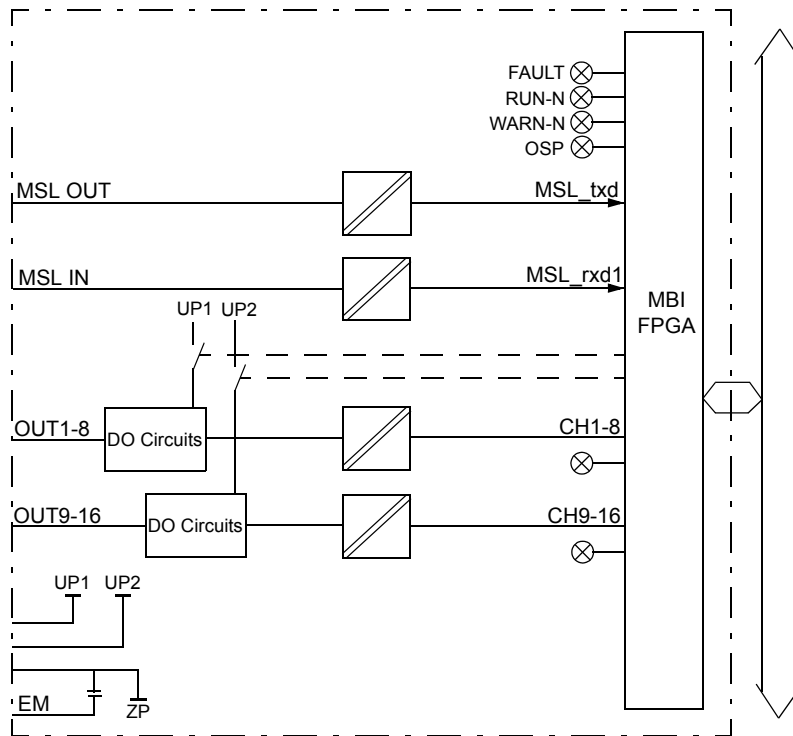 FAULT
RUN-N
WARN-N
OSP
MSL OUT
MSL_txd
MSL IN
MSL_rxd1
MBI
FPGA
UP1
UP2
OUT1-8
DO Circuits
CH1-8
OUT9-16
DO Circuits
CH9-16
UP1
UP2
EM
ZP